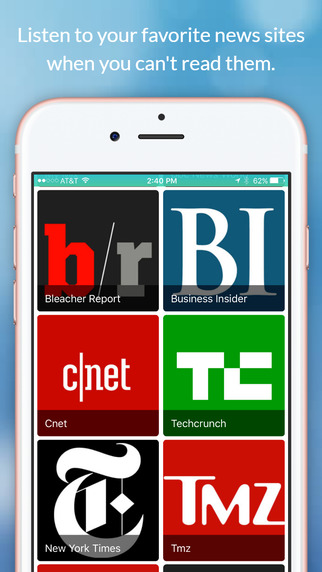 Listen to your favorite news sites
when you can't read them.
AT&T 2:40 PM 62%
b/r BI
Bleacher Report Business Insider
c|net TC
Cnet Techcrunch
T TMZ
New York Times Tmz